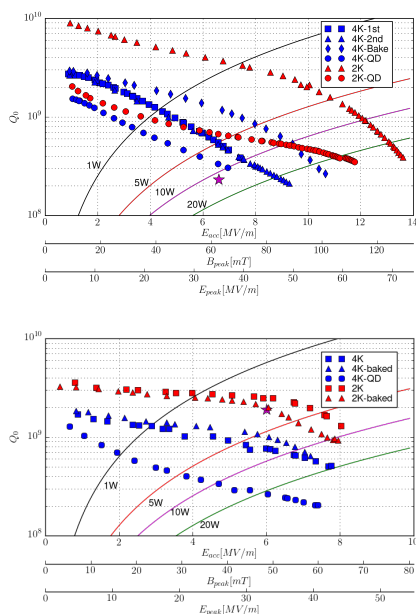 10^10
10^9
10^8
Q_0
4K-1st
4K-2nd
4K-Bake
4K-QD
2K
2K-QD
1W
5W
10W
20W
2 4 6 8 10 12 14
E_acc[MV/m]
0 20 40 60 80 100 120
B_peak[mT]
0 10 20 30 40 50 60 70
E_peak[MV/m]
10^10
10^9
10^8
Q_0
4K
4K-baked
4K-QD
2K
2K-baked
1W
5W
10W
20W
0 2 4 6 8 10
E_acc[MV/m]
10 20 30 40 50 60 70 80
B_peak[mT]
0 10 20 30 40 50
E_peak[MV/m]